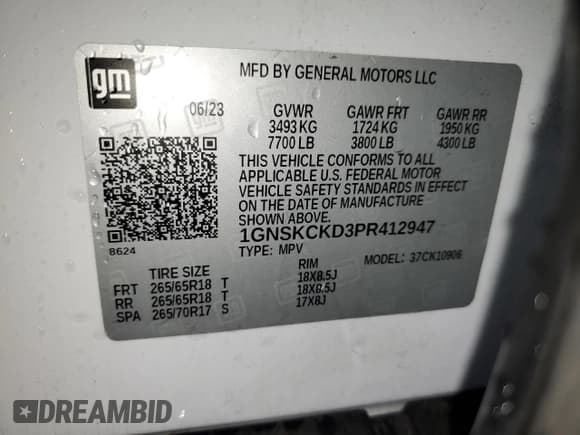 gm
MFD BY GENERAL MOTORS LLC
06/23 GVWR GAWR FRT GAWR RR
3493 KG 1724 KG 1950 KG
7700 LB 3800 LB 4300 LB
THIS VEHICLE CONFORMS TO ALL
APPLICABLE U.S. FEDERAL MOTOR
VEHICLE SAFETY STANDARDS IN EFFECT
ON THE DATE OF MANUFACTURE
SHOWN ABOVE.
1GNSKCKD3PR412947
8624
TYPE: MPV MODEL: 37CK10906
TIRE SIZE RIM
FRT 265/65R18 T 18X8.5J
RR 265/65R18 T 18X8.5J
SPA 265/70R17 S 17X8J
DREAMBID